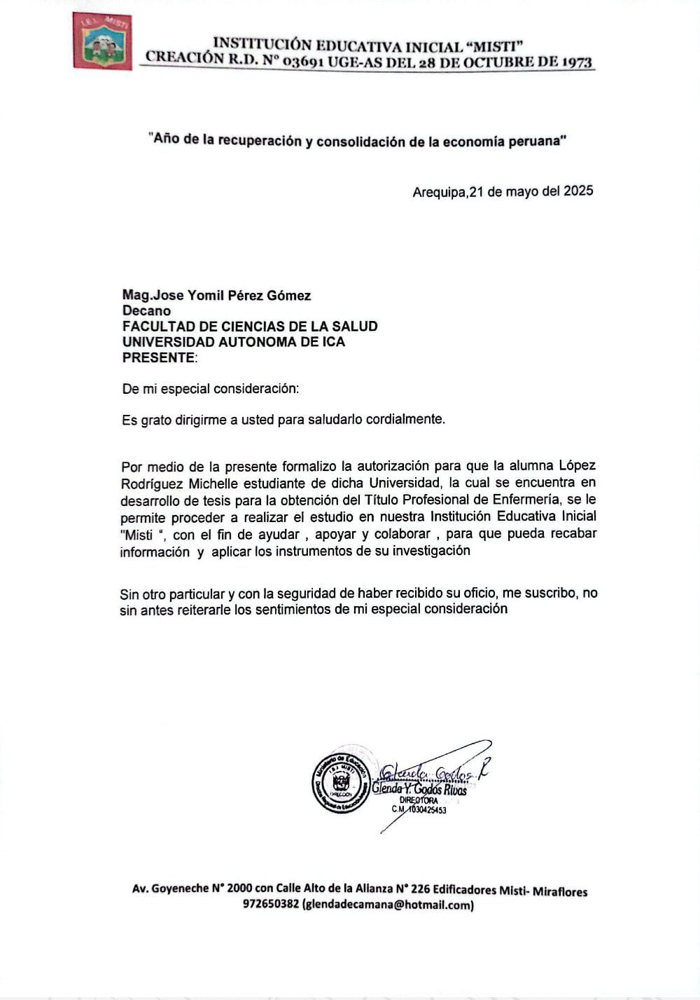 I.E.I. MISTI
INSTITUCIÓN EDUCATIVA INICIAL “MISTI”
CREACIÓN R.D. Nº 03691 UGE-AS DEL 28 DE OCTUBRE DE 1973
"Año de la recuperación y consolidación de la economía peruana"
Arequipa,21 de mayo del 2025
Mag.Jose Yomil Pérez Gómez
Decano
FACULTAD DE CIENCIAS DE LA SALUD
UNIVERSIDAD AUTONOMA DE ICA
PRESENTE:
De mi especial consideración:
Es grato dirigirme a usted para saludarlo cordialmente.
Por medio de la presente formalizo la autorización para que la alumna López
Rodríguez Michelle estudiante de dicha Universidad, la cual se encuentra en
desarrollo de tesis para la obtención del Título Profesional de Enfermería, se le
permite proceder a realizar el estudio en nuestra Institución Educativa Inicial
"Misti “, con el fin de ayudar , apoyar y colaborar , para que pueda recabar
información y aplicar los instrumentos de su investigación
Sin otro particular y con la seguridad de haber recibido su oficio, me suscribo, no
sin antes reiterarle los sentimientos de mi especial consideración
Ministerio de Educación
I.E.I. MISTI
DIRECCIÓN
Glenda Godos R
Glenda Y. Godos Rivas
DIRECTORA
C.M. 1030425453
Av. Goyeneche N° 2000 con Calle Alto de la Alianza N° 226 Edificadores Misti- Miraflores
972650382 (glendadecamana@hotmail.com)